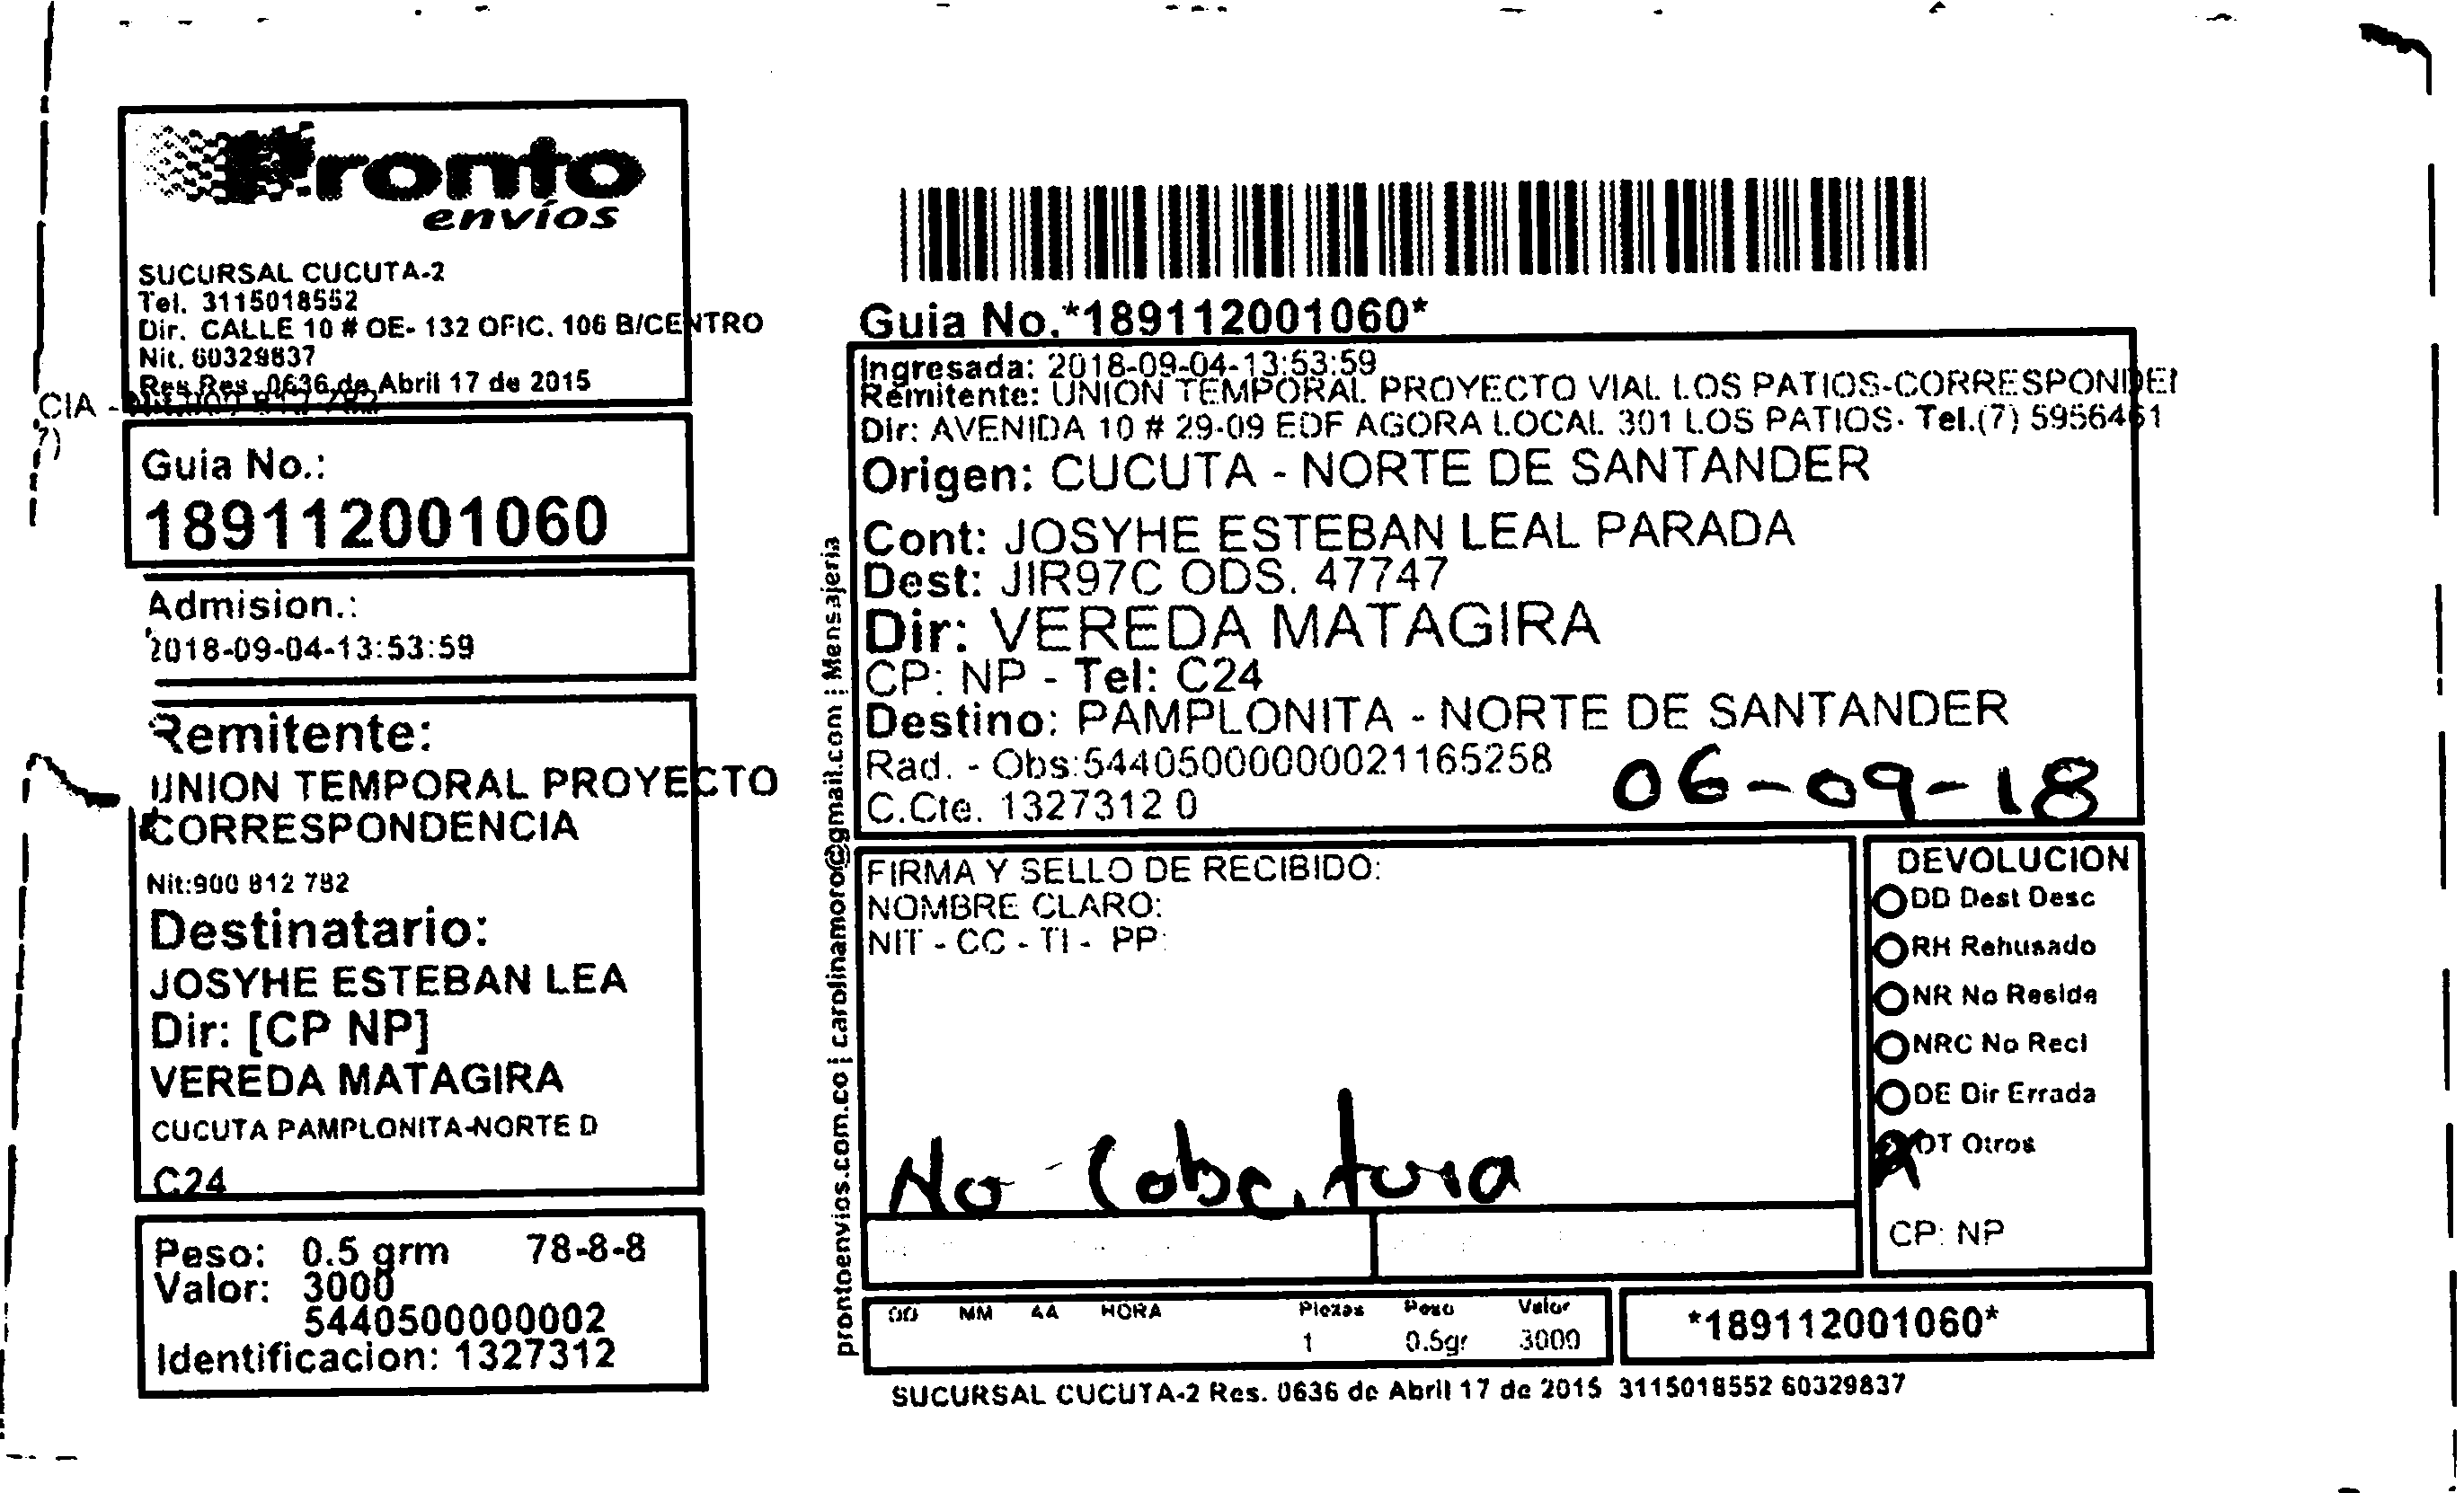 Pronto
envíos
SUCURSAL CUCUTA-2
Tel. 3115018552
Dir. CALLE 10 # OE- 132 OFIC. 106 B/CENTRO
Nit. 60329837
Res Res. 0636 de Abril 17 de 2015
CIA -
7)
Guia No.:
189112001060
Admision.:
2018-09-04-13:53:59
Remitente:
UNION TEMPORAL PROYECTO
CORRESPONDENCIA
Nit:900 812 782
Destinatario:
JOSYHE ESTEBAN LEA
Dir: [CP NP]
VEREDA MATAGIRA
CUCUTA PAMPLONITA-NORTE D
C24
Peso: 0.5 grm 78-8-8
Valor: 3000
5440500000002
Identificacion: 1327312
prontoenvios.com.co | carolinamoro@gmail.com | Mensajeria
Guia No.*189112001060*
Ingresada: 2018-09-04-13:53:59
Remitente: UNION TEMPORAL PROYECTO VIAL LOS PATIOS-CORRESPONDEN
Dir: AVENIDA 10 # 29-09 EDF AGORA LOCAL 301 LOS PATIOS- Tel.(7) 5956461
Origen: CUCUTA - NORTE DE SANTANDER
Cont: JOSYHE ESTEBAN LEAL PARADA
Dest: JIR97C ODS. 47747
Dir: VEREDA MATAGIRA
CP: NP - Tel: C24
Destino: PAMPLONITA - NORTE DE SANTANDER
Rad. - Obs:544050000000021165258
C.Cte. 1327312 0
06-09-18
FIRMA Y SELLO DE RECIBIDO:
NOMBRE CLARO:
NIT - CC - TI - PP:
No Cobertura
DEVOLUCION
DD Dest Desc
RH Rehusado
NR No Reside
NRC No Recl
DE Dir Errada
OT Otros
CP: NP
DD MM AA HORA Piezas Peso Valor
1 0.5gr 3000
*189112001060*
SUCURSAL CUCUTA-2 Res. 0636 de Abril 17 de 2015 3115018552 60329837